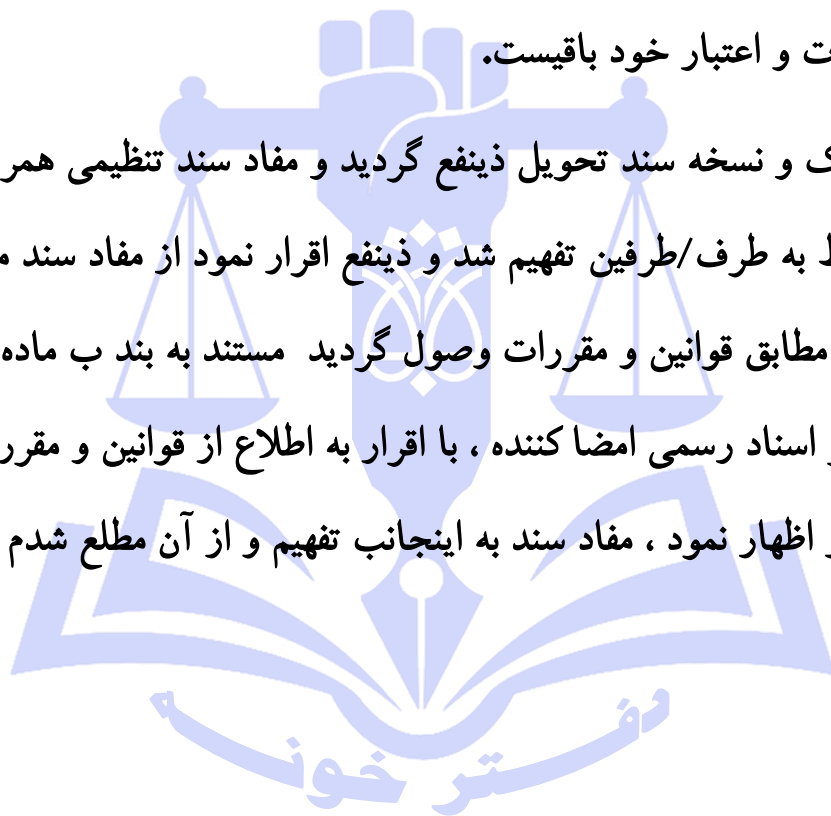 ت و اعتبار خود باقیست.
ک و نسخه سند تحویل ذینفع گردید و مفاد سند تنظیمی همر
ط به طرف/طرفین تفهیم شد و ذینفع اقرار نمود از مفاد سند م
مطابق قوانین و مقررات وصول گردید مستند به بند ب ماده
اسناد رسمی امضا کننده ، با اقرار به اطلاع از قوانین و مقرر
اظهار نمود ، مفاد سند به اینجانب تفهیم و از آن مطلع شدم
دفتر خونه